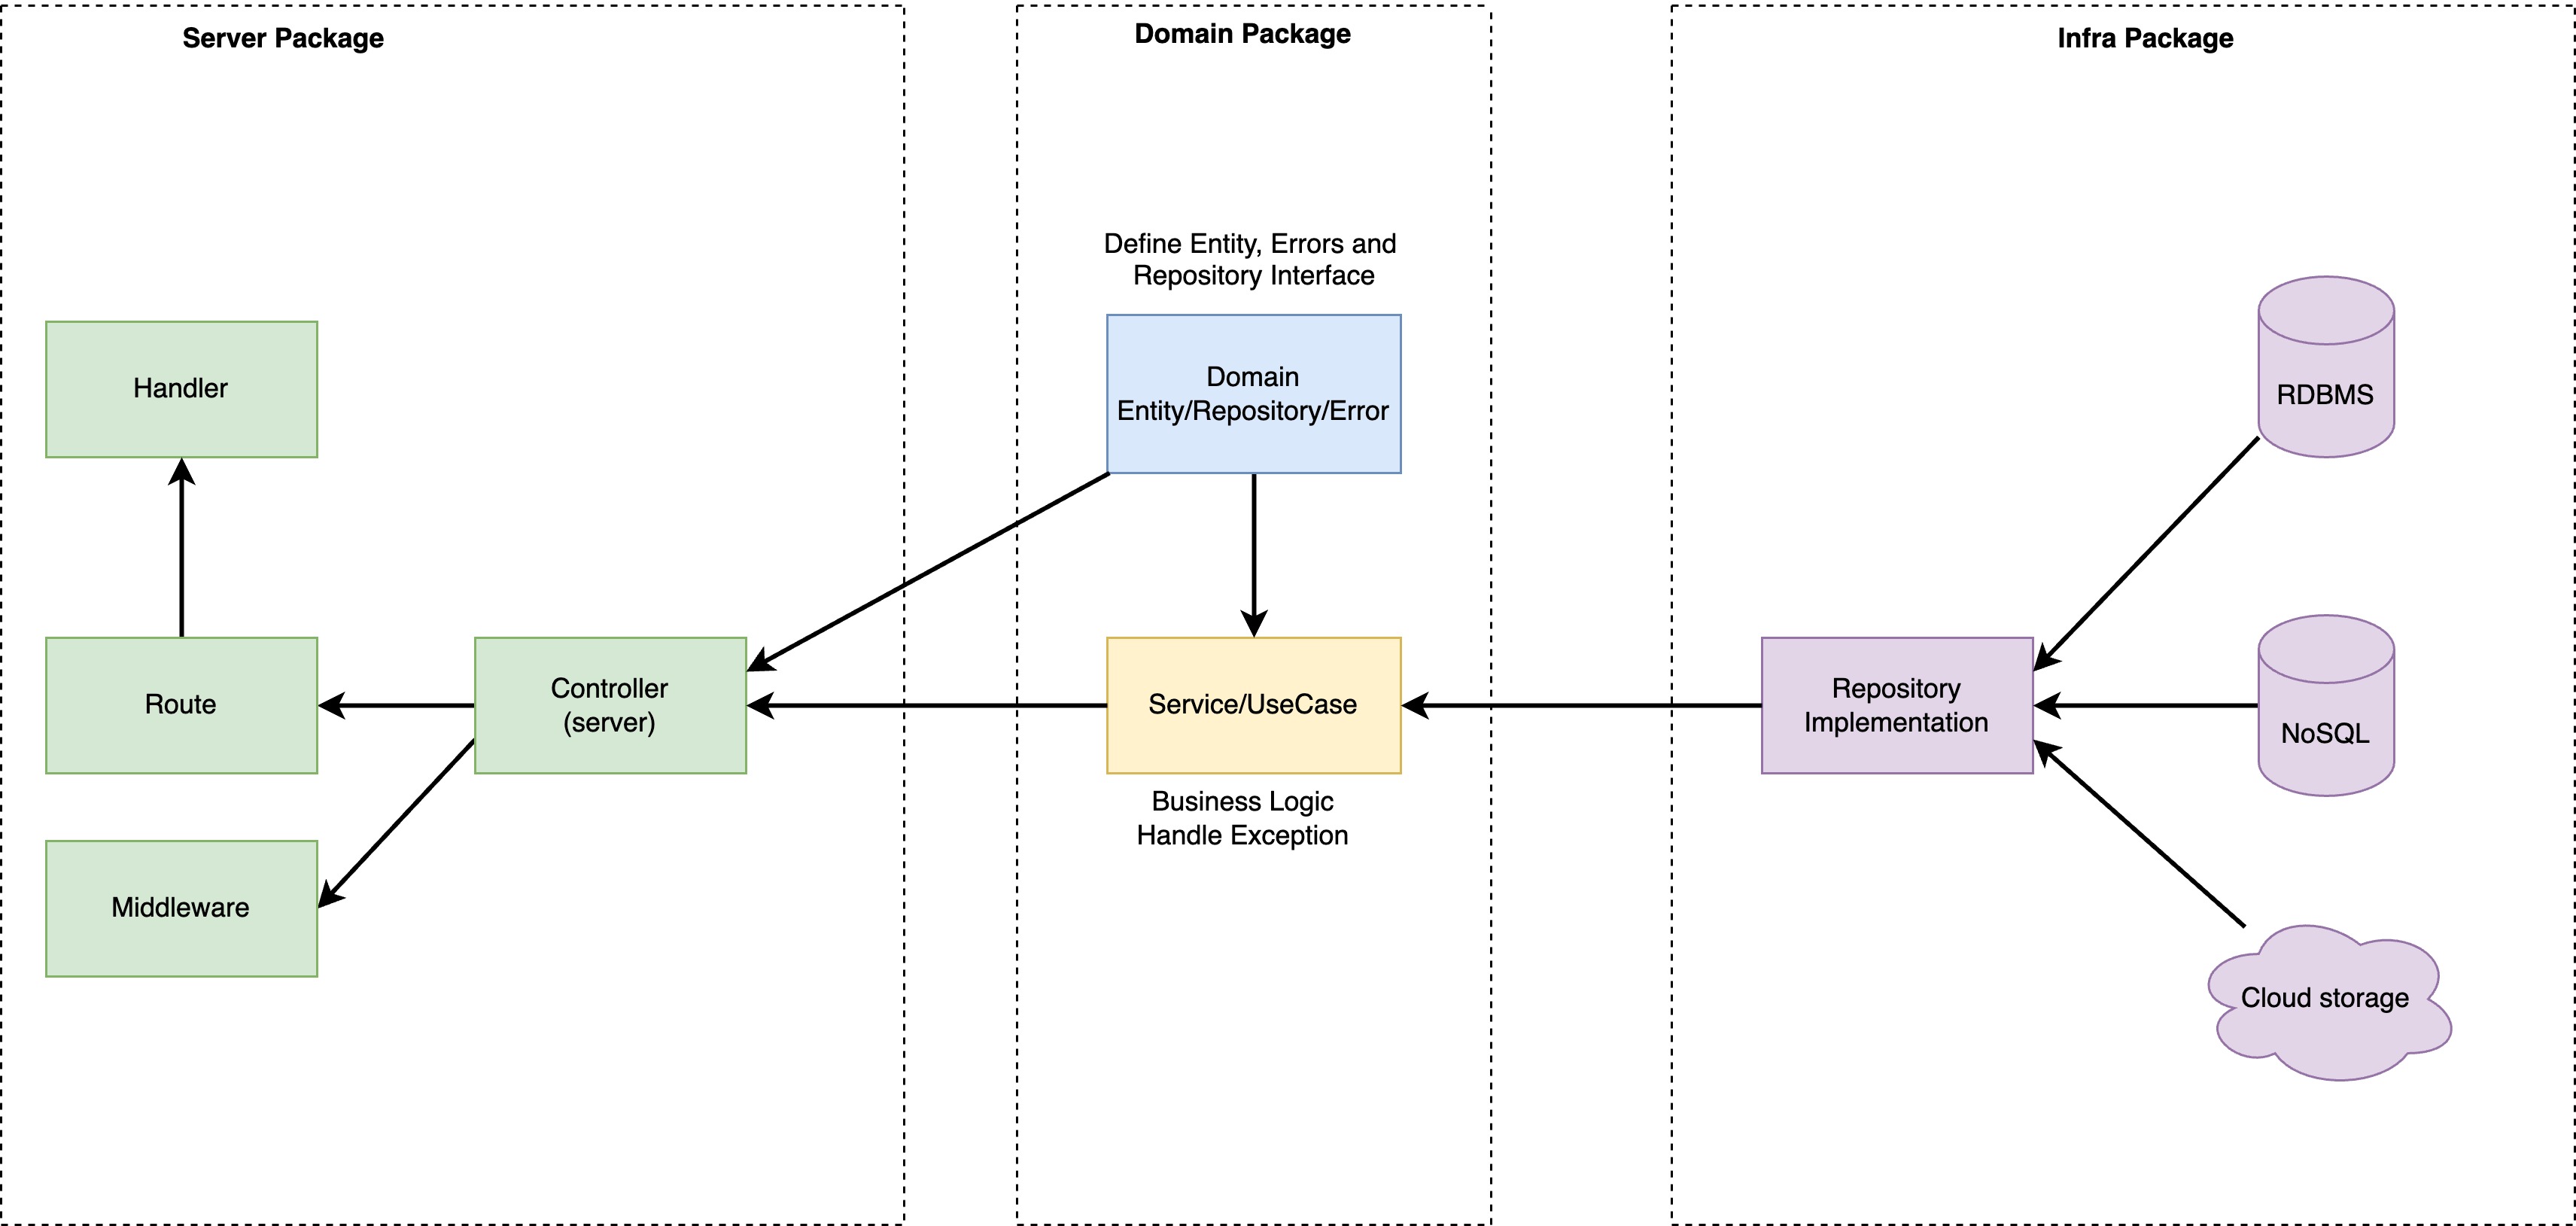 Server Package
Domain Package
Infra Package
Define Entity, Errors and
Repository Interface
Handler
Domain
Entity/Repository/Error
RDBMS
Route
Controller
(server)
Service/UseCase
Repository
Implementation
NoSQL
Business Logic
Handle Exception
Middleware
Cloud storage